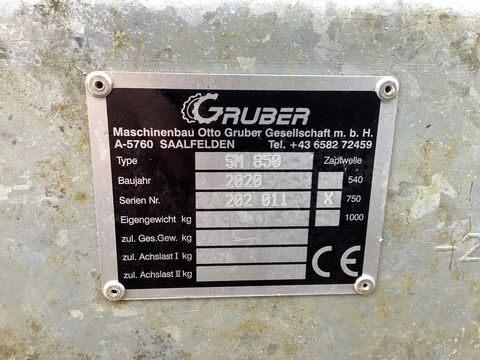 GRUBER
Maschinenbau Otto Gruber Gesellschaft m. b. H.
A-5760 SAALFELDEN Tel. +43 6582 72459
Type SM 850 Zapfwelle
Baujahr 2020 540
Serien Nr. 202 011 X 750
Eigengewicht kg 1000
zul. Ges.Gew. kg
zul. Achslast I kg
zul. Achslast II kg
CE